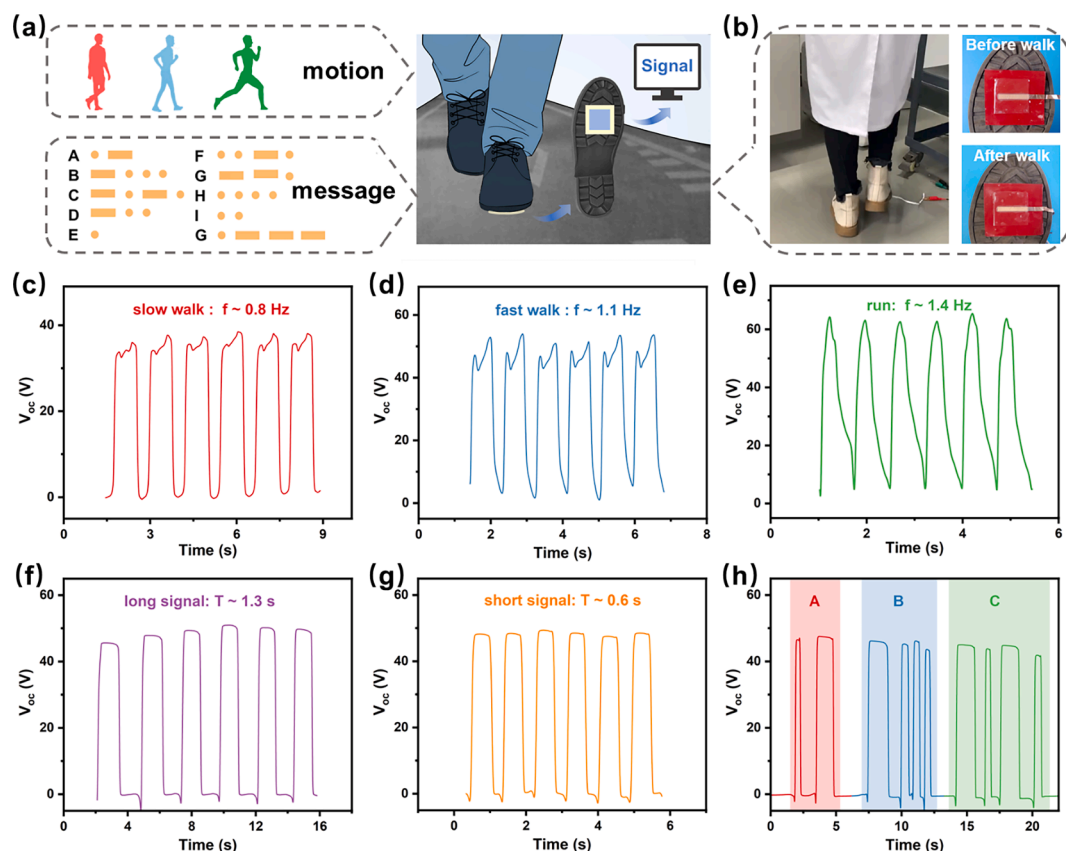 (a)
motion
message
A
B
C
D
E
F
G
H
I
G
Signal
(b)
Before walk
After walk
(c)
slow walk : f ~ 0.8 Hz
Voc (V)
40
20
0
0 3 6 9
Time (s)
(d)
fast walk : f ~ 1.1 Hz
Voc (V)
60
40
20
0
0 2 4 6 8
Time (s)
(e)
run: f ~ 1.4 Hz
Voc (V)
60
40
20
0
0 2 4 6
Time (s)
(f)
long signal: T ~ 1.3 s
Voc (V)
60
40
20
0
0 4 8 12 16
Time (s)
(g)
short signal: T ~ 0.6 s
Voc (V)
60
40
20
0
0 2 4 6 8
Time (s)
(h)
A B C
Voc (V)
60
40
20
0
0 5 10 15 20
Time (s)